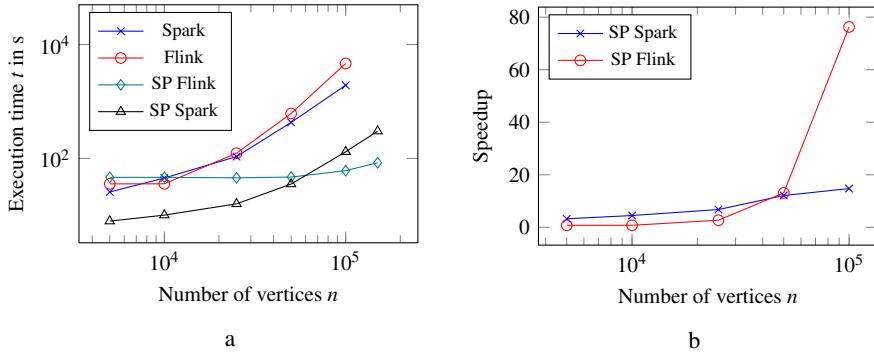 Spark
Flink
SP Flink
SP Spark
10^4
10^2
Execution time t in s
10^4
10^5
Number of vertices n
a
SP Spark
SP Flink
80
60
40
20
0
Speedup
10^4
10^5
Number of vertices n
b